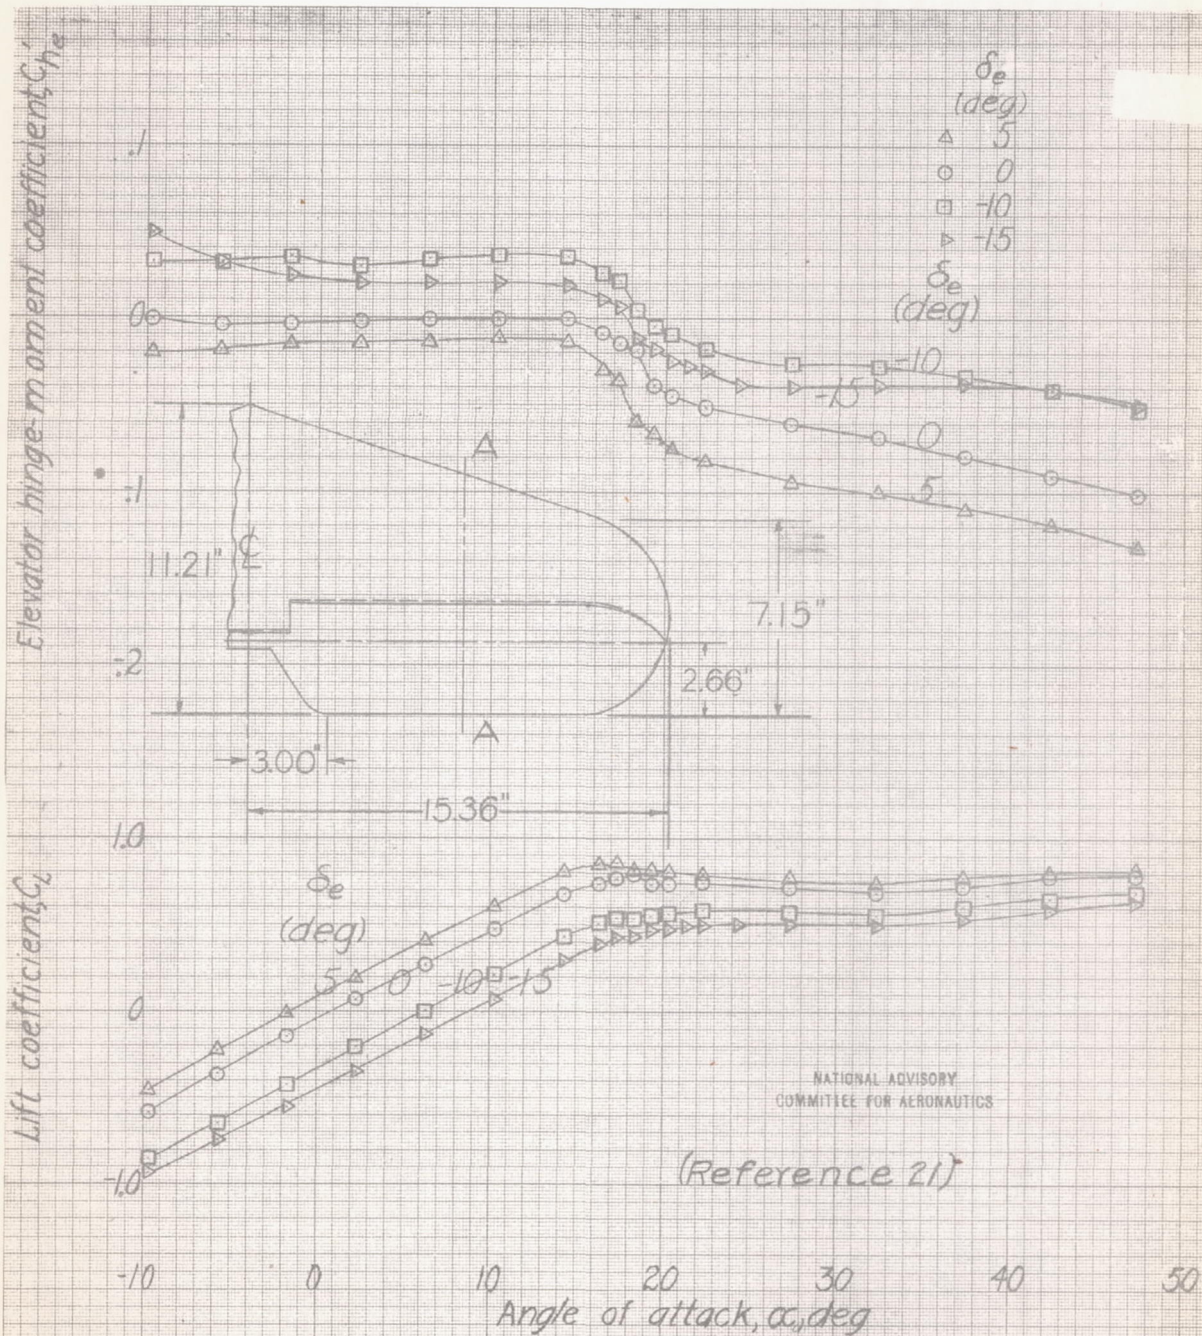 Elevator hinge-moment coefficient, C'he
.1
0
-.1
-.2
δe
(deg)
△ 5
○ 0
□ -10
▷ -15
δe
(deg)
-10
-15
0
5
A
11.21"
℄
7.15"
2.66"
A
3.00"
15.36"
Lift coefficient, CL
1.0
0
-1.0
δe
(deg)
5 0 -10 -15
NATIONAL ADVISORY
COMMITTEE FOR AERONAUTICS
(Reference 21)
-10 0 10 20 30 40 50
Angle of attack, α, deg